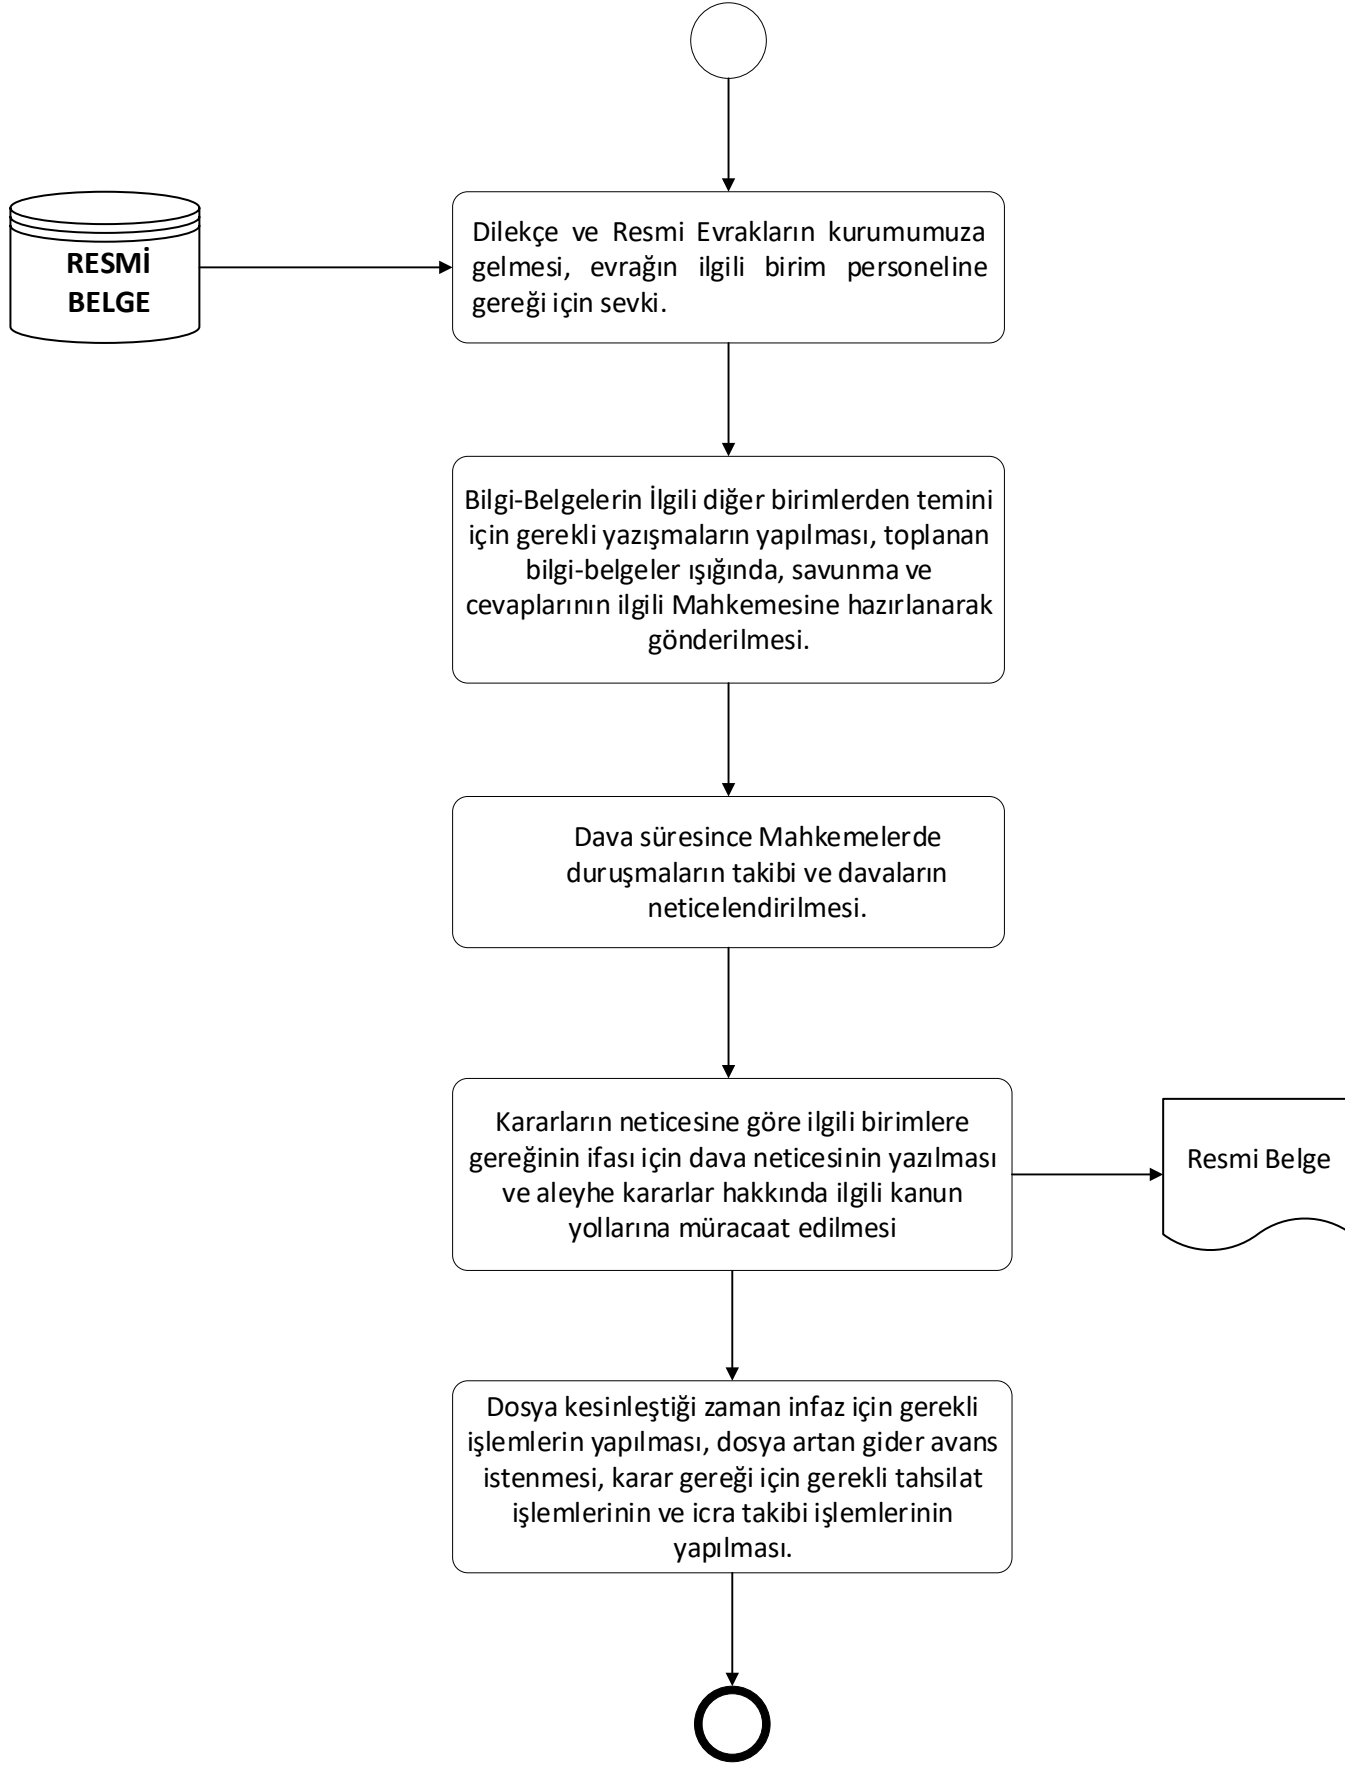 RESMİ
BELGE
Dilekçe ve Resmi Evrakların kurumumuza
gelmesi, evrağın ilgili birim personeline
gereği için sevki.
Bilgi-Belgelerin İlgili diğer birimlerden temini
için gerekli yazışmaların yapılması, toplanan
bilgi-belgeler ışığında, savunma ve
cevaplarının ilgili Mahkemesine hazırlanarak
gönderilmesi.
Dava süresince Mahkemelerde
duruşmaların takibi ve davaların
neticelendirilmesi.
Kararların neticesine göre ilgili birimlere
gereğinin ifası için dava neticesinin yazılması
ve aleyhe kararlar hakkında ilgili kanun
yollarına müracaat edilmesi
Resmi Belge
Dosya kesinleştiği zaman infaz için gerekli
işlemlerin yapılması, dosya artan gider avans
istenmesi, karar gereği için gerekli tahsilat
işlemlerinin ve icra takibi işlemlerinin
yapılması.